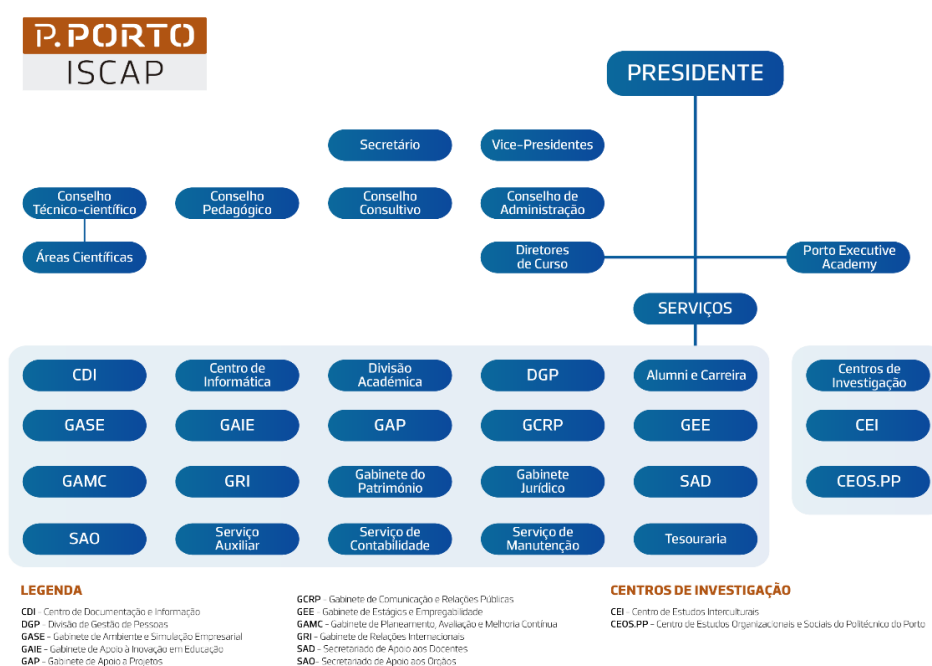 P.PORTO
ISCAP
PRESIDENTE
Secretário
Vice-Presidentes
Conselho
Técnico-científico
Conselho
Pedagógico
Conselho
Consultivo
Conselho de
Administração
Áreas Científicas
Diretores
de Curso
Porto Executive
Academy
SERVIÇOS
CDI
Centro de
Informática
Divisão
Académica
DGP
Alumni e Carreira
Centros de
Investigação
GASE
GAIE
GAP
GCRP
GEE
CEI
GAMC
GRI
Gabinete do
Património
Gabinete
Jurídico
SAD
CEOS.PP
SAO
Serviço
Auxiliar
Serviço de
Contabilidade
Serviço de
Manutenção
Tesouraria
LEGENDA
CDI - Centro de Documentação e Informação
DGP - Divisão de Gestão de Pessoas
GASE - Gabinete de Ambiente e Simulação Empresarial
GAIE - Gabinete de Apoio à Inovação em Educação
GAP - Gabinete de Apoio a Projetos
GCRP - Gabinete de Comunicação e Relações Públicas
GEE - Gabinete de Estágios e Empregabilidade
GAMC - Gabinete de Planeamento, Avaliação e Melhoria Contínua
GRI - Gabinete de Relações Internacionais
SAD - Secretariado de Apoio aos Docentes
SAO- Secretariado de Apoio aos Órgãos
CENTROS DE INVESTIGAÇÃO
CEI - Centro de Estudos Interculturais
CEOS.PP - Centro de Estudos Organizacionais e Sociais do Politécnico do Porto